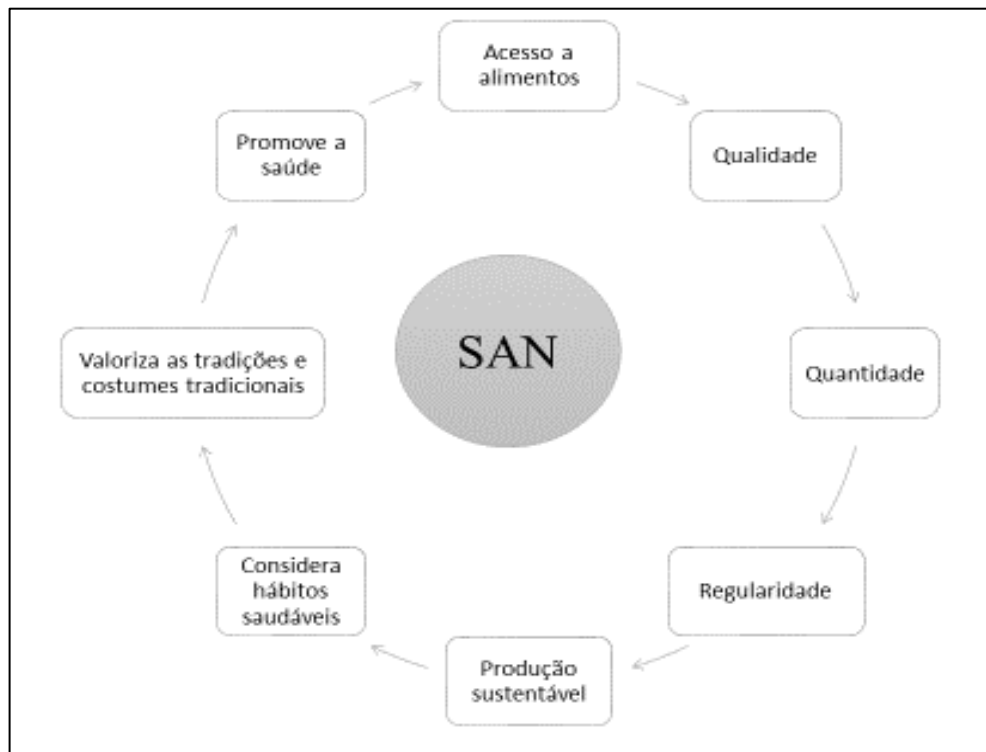 Acesso a
alimentos
Qualidade
Quantidade
Regularidade
Produção
sustentável
Considera
hábitos
saudáveis
Valoriza as tradições e
costumes tradicionais
Promove a
saúde
SAN